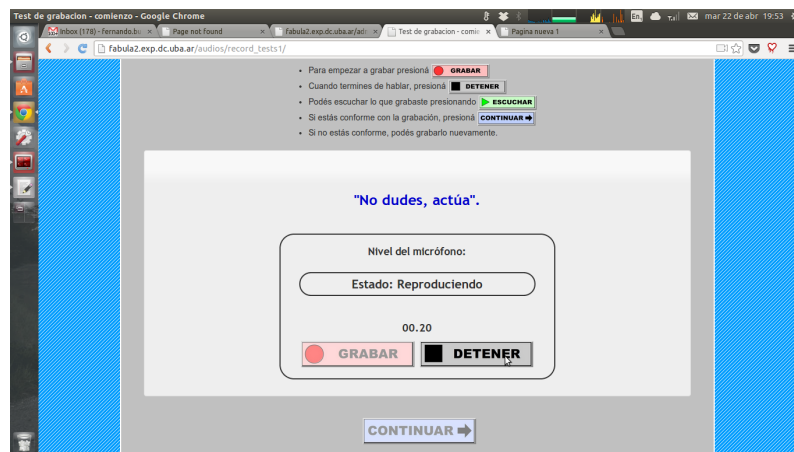 Test de grabacion - comienzo - Google Chrome
En
mar 22 de abr 19:53
Inbox (178) - fernando.bu
Page not found
fabula2.exp.dc.uba.ar/adm
Test de grabacion - comie
Pagina nueva 1
fabula2.exp.dc.uba.ar/audios/record_tests1/
Para empezar a grabar presioná GRABAR
Cuando termines de hablar, presioná DETENER
Podés escuchar lo que grabaste presionando ESCUCHAR
Si estás conforme con la grabación, presioná CONTINUAR
Si no estás conforme, podés grabarlo nuevamente.
"No dudes, actúa".
Nivel del micrófono:
Estado: Reproduciendo
00.20
GRABAR DETENER
CONTINUAR